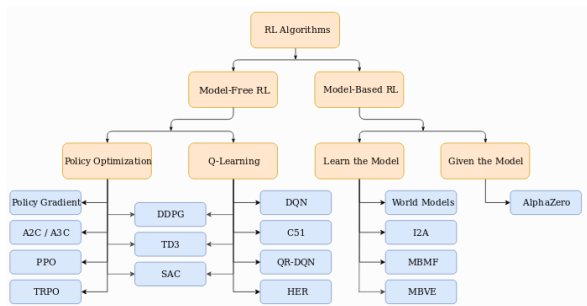 RL Algorithms
Model-Free RL
Model-Based RL
Policy Optimization
Q-Learning
Learn the Model
Given the Model
Policy Gradient
DDPG
DQN
World Models
AlphaZero
A2C / A3C
TD3
C51
I2A
PPO
SAC
QR-DQN
MBMF
TRPO
HER
MBVE